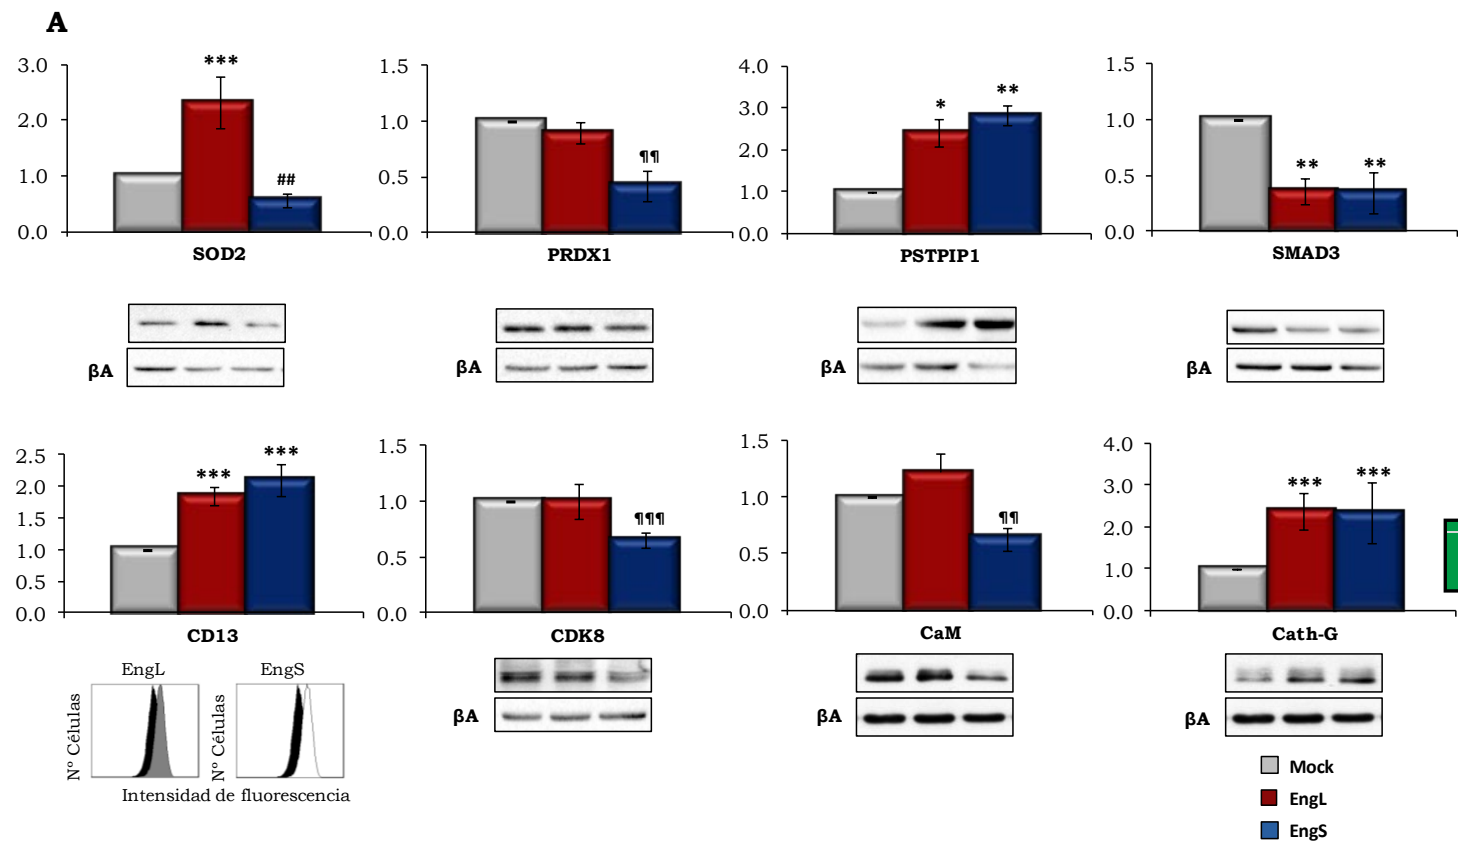 A
3.0
2.0
1.0
0.0
***
##
SOD2
1.5
1.0
0.5
0.0
¶¶
PRDX1
4.0
3.0
2.0
1.0
0.0
*
**
PSTPIP1
1.5
1.0
0.5
0.0
**
**
SMAD3
βA
βA
βA
βA
2.5
2.0
1.5
1.0
0.5
0.0
***
***
CD13
1.5
1.0
0.5
0.0
¶¶¶
CDK8
1.5
1.0
0.5
0.0
¶¶
CaM
4.0
3.0
2.0
1.0
0.0
***
***
Cath-G
EngL
EngS
Nº Células
Nº Células
Intensidad de fluorescencia
βA
βA
βA
Mock
EngL
EngS